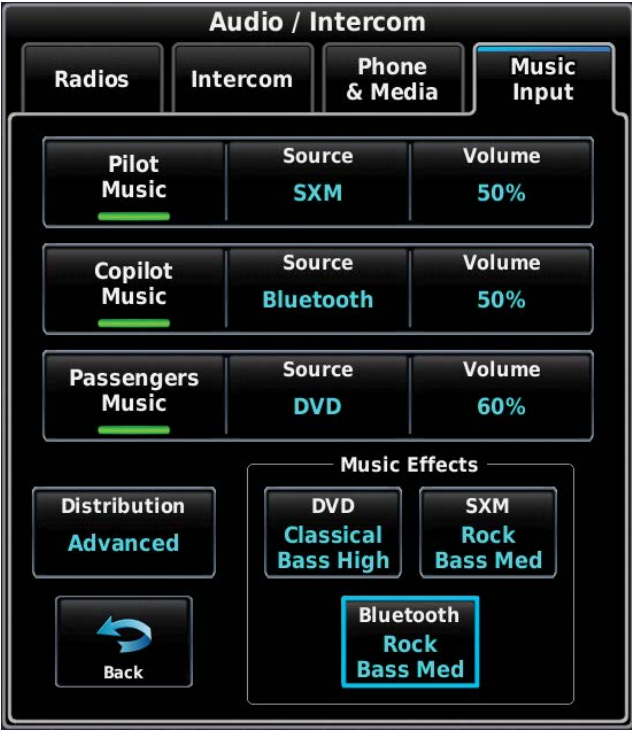 Audio / Intercom
Radios
Intercom
Phone
& Media
Music
Input
Pilot
Music
Source
SXM
Volume
50%
Copilot
Music
Source
Bluetooth
Volume
50%
Passengers
Music
Source
DVD
Volume
60%
Music Effects
Distribution
Advanced
DVD
Classical
Bass High
SXM
Rock
Bass Med
Back
Bluetooth
Rock
Bass Med